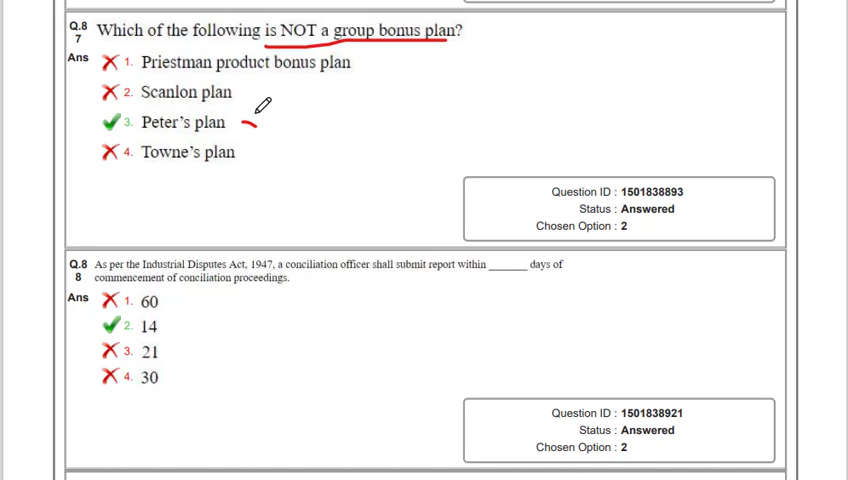 Q.8
7
Which of the following is NOT a group bonus plan?
Ans
1. Priestman product bonus plan
2. Scanlon plan
3. Peter's plan
4. Towne's plan
Question ID : 1501838893
Status : Answered
Chosen Option : 2
Q.8
8
As per the Industrial Disputes Act, 1947, a conciliation officer shall submit report within ______ days of
commencement of conciliation proceedings.
Ans
1. 60
2. 14
3. 21
4. 30
Question ID : 1501838921
Status : Answered
Chosen Option : 2